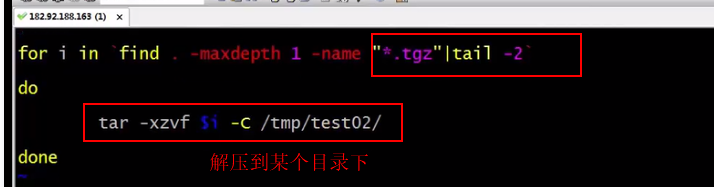 182.92.188.163 (1) ×
for i in `find . -maxdepth 1 -name "*.tgz"|tail -2`
do
tar -xzvf $i -C /tmp/test02/
解压到某个目录下
done
~